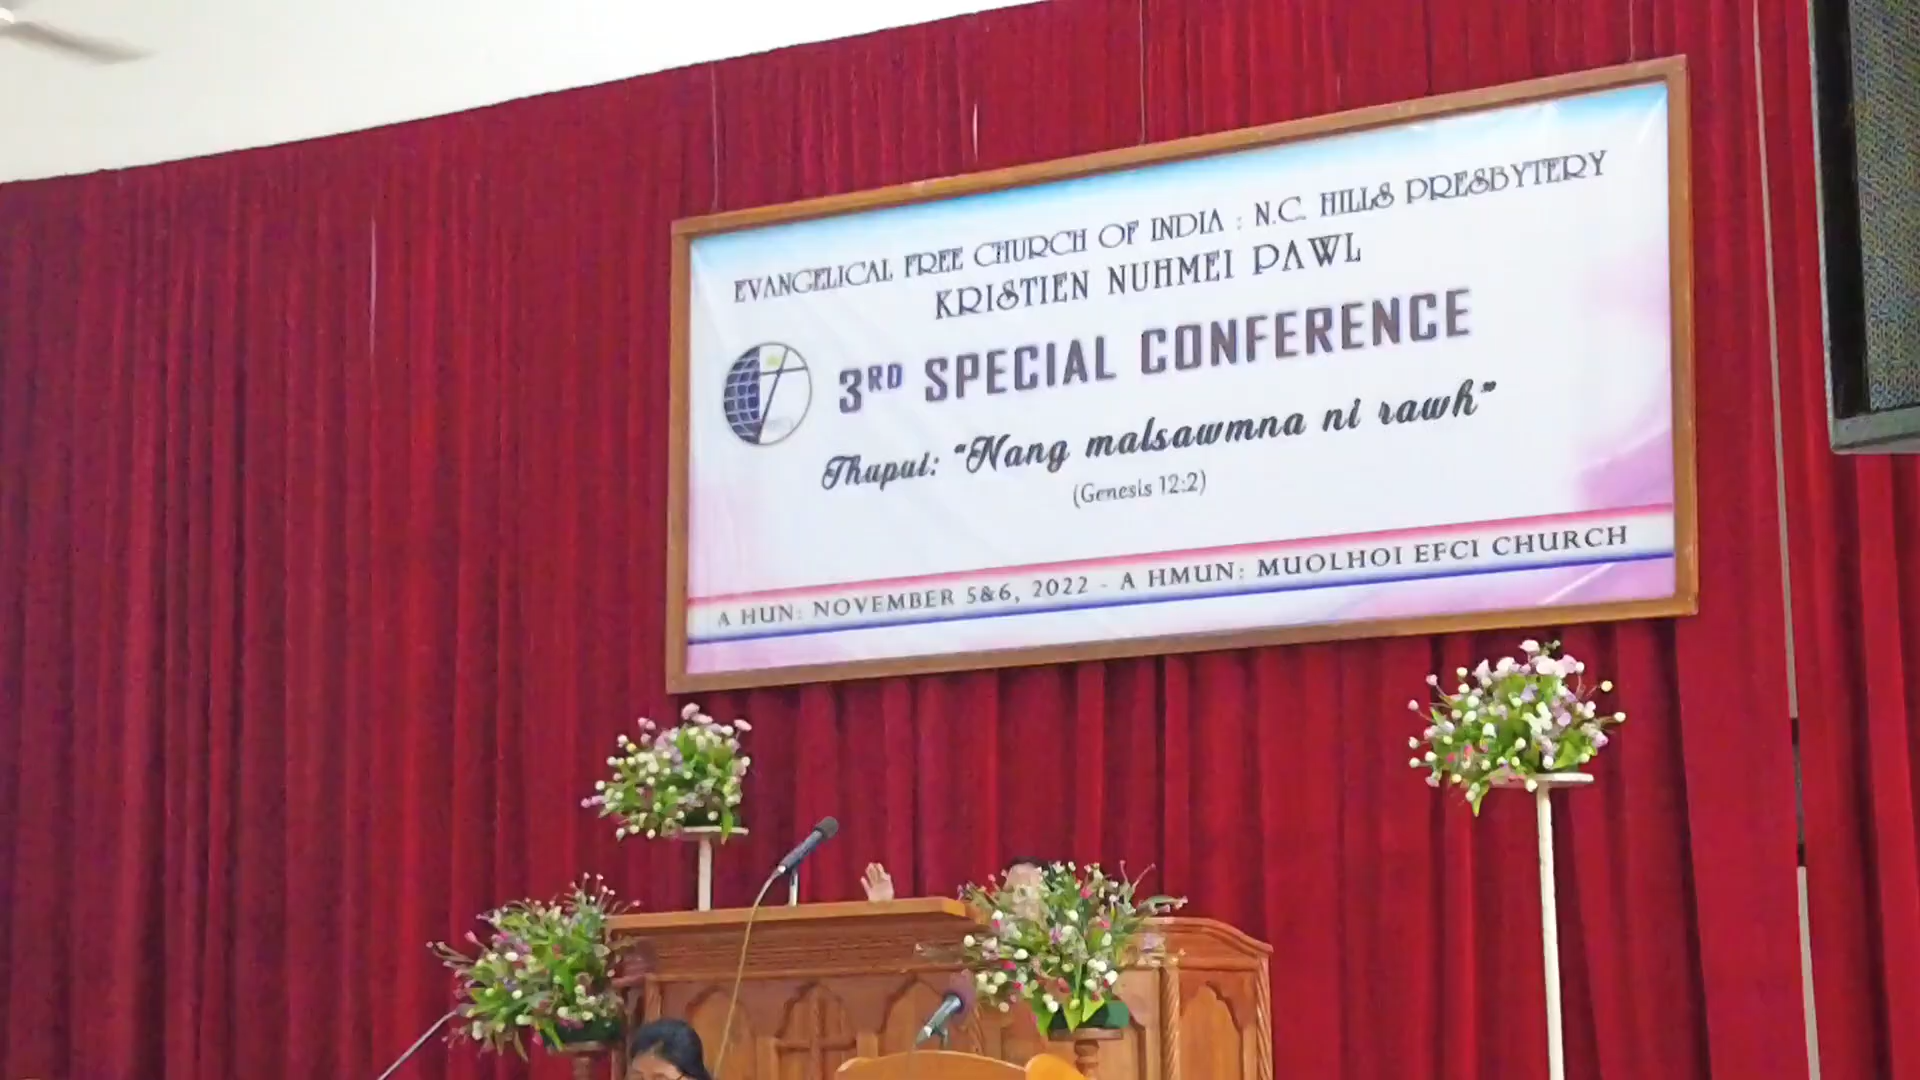 EVANGELICAL FREE CHURCH OF INDIA : N.C. HILLS PRESBYTERY
KRISTIEN NUHMEI PAWL
3RD SPECIAL CONFERENCE
Thupui: "Nang malsawmna ni rawh"
(Genesis 12:2)
A HUN: NOVEMBER 5&6, 2022 - A HMUN: MUOLHOI EFCI CHURCH